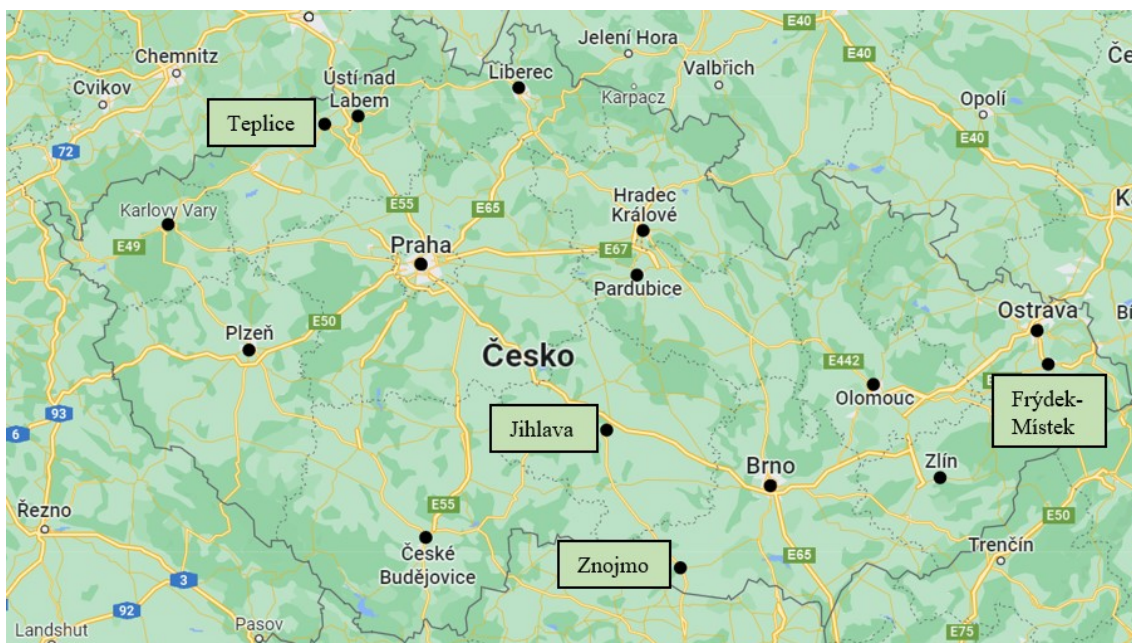 Jelení Hora
E40
Chemnitz
Liberec
Valbřich
E40
Če
Cvikov
Ústí nad
Labem
Karpacz
Opolí
Teplice
E40
72
Karlovy Vary
E55
E65
Hradec
Králové
E49
Praha
E67
Pardubice
Plzeň
E50
Ostrava
Česko
E442
Olomouc
93
6
Jihlava
Frýdek-
Místek
Brno
Zlín
Řezno
E55
E50
České
Budějovice
Znojmo
E65
Trenčín
3
92
Landshut
Pasov
E75